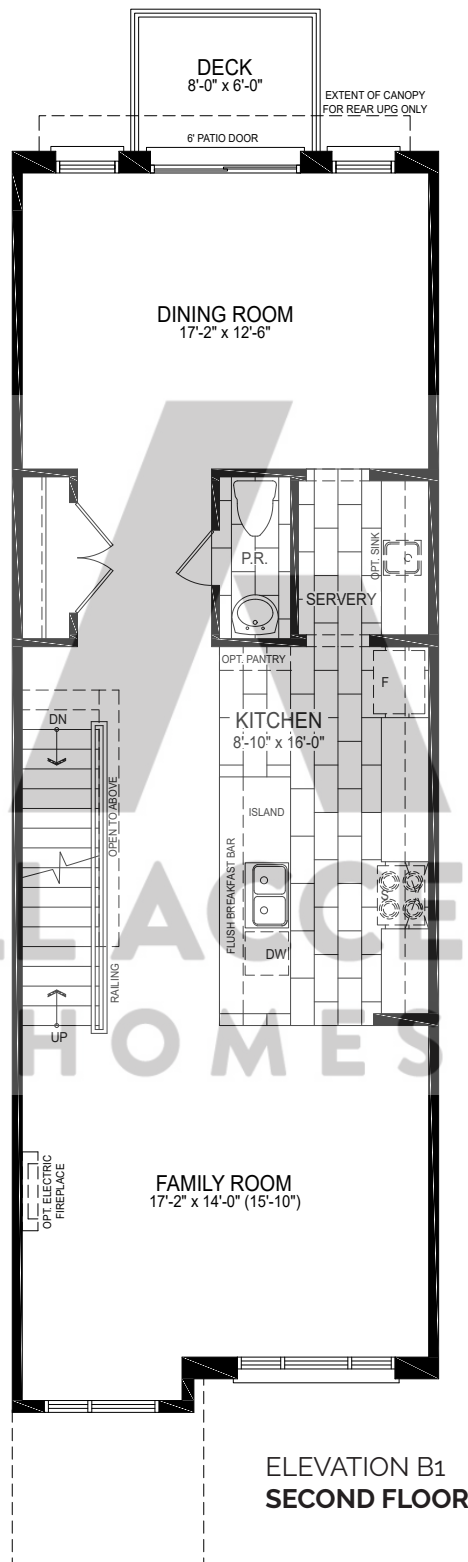 DECK
8'-0" x 6'-0"
EXTENT OF CANOPY
FOR REAR UPG ONLY
6' PATIO DOOR
DINING ROOM
17'-2" x 12'-6"
P.R.
OPT. SINK
SERVERY
OPT. PANTRY
F
KITCHEN
8'-10" x 16'-0"
DN
OPEN TO ABOVE
ISLAND
FLUSH BREAKFAST BAR
S
DW
LL ACCE
RAILING
UP
HOMES
FAMILY ROOM
17'-2" x 14'-0" (15'-10")
OPT. ELECTRIC
FIREPLACE
ELEVATION B1
SECOND FLOOR